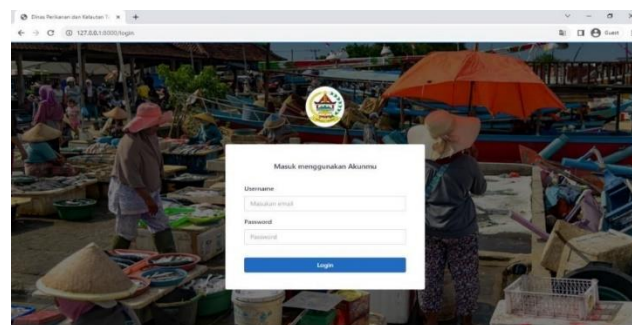 Dinas Perikanan dan Kelautan T
127.0.0.1:8000/login
Guest
Masuk menggunakan Akunmu
Username
Masukan email
Password
Password
Login